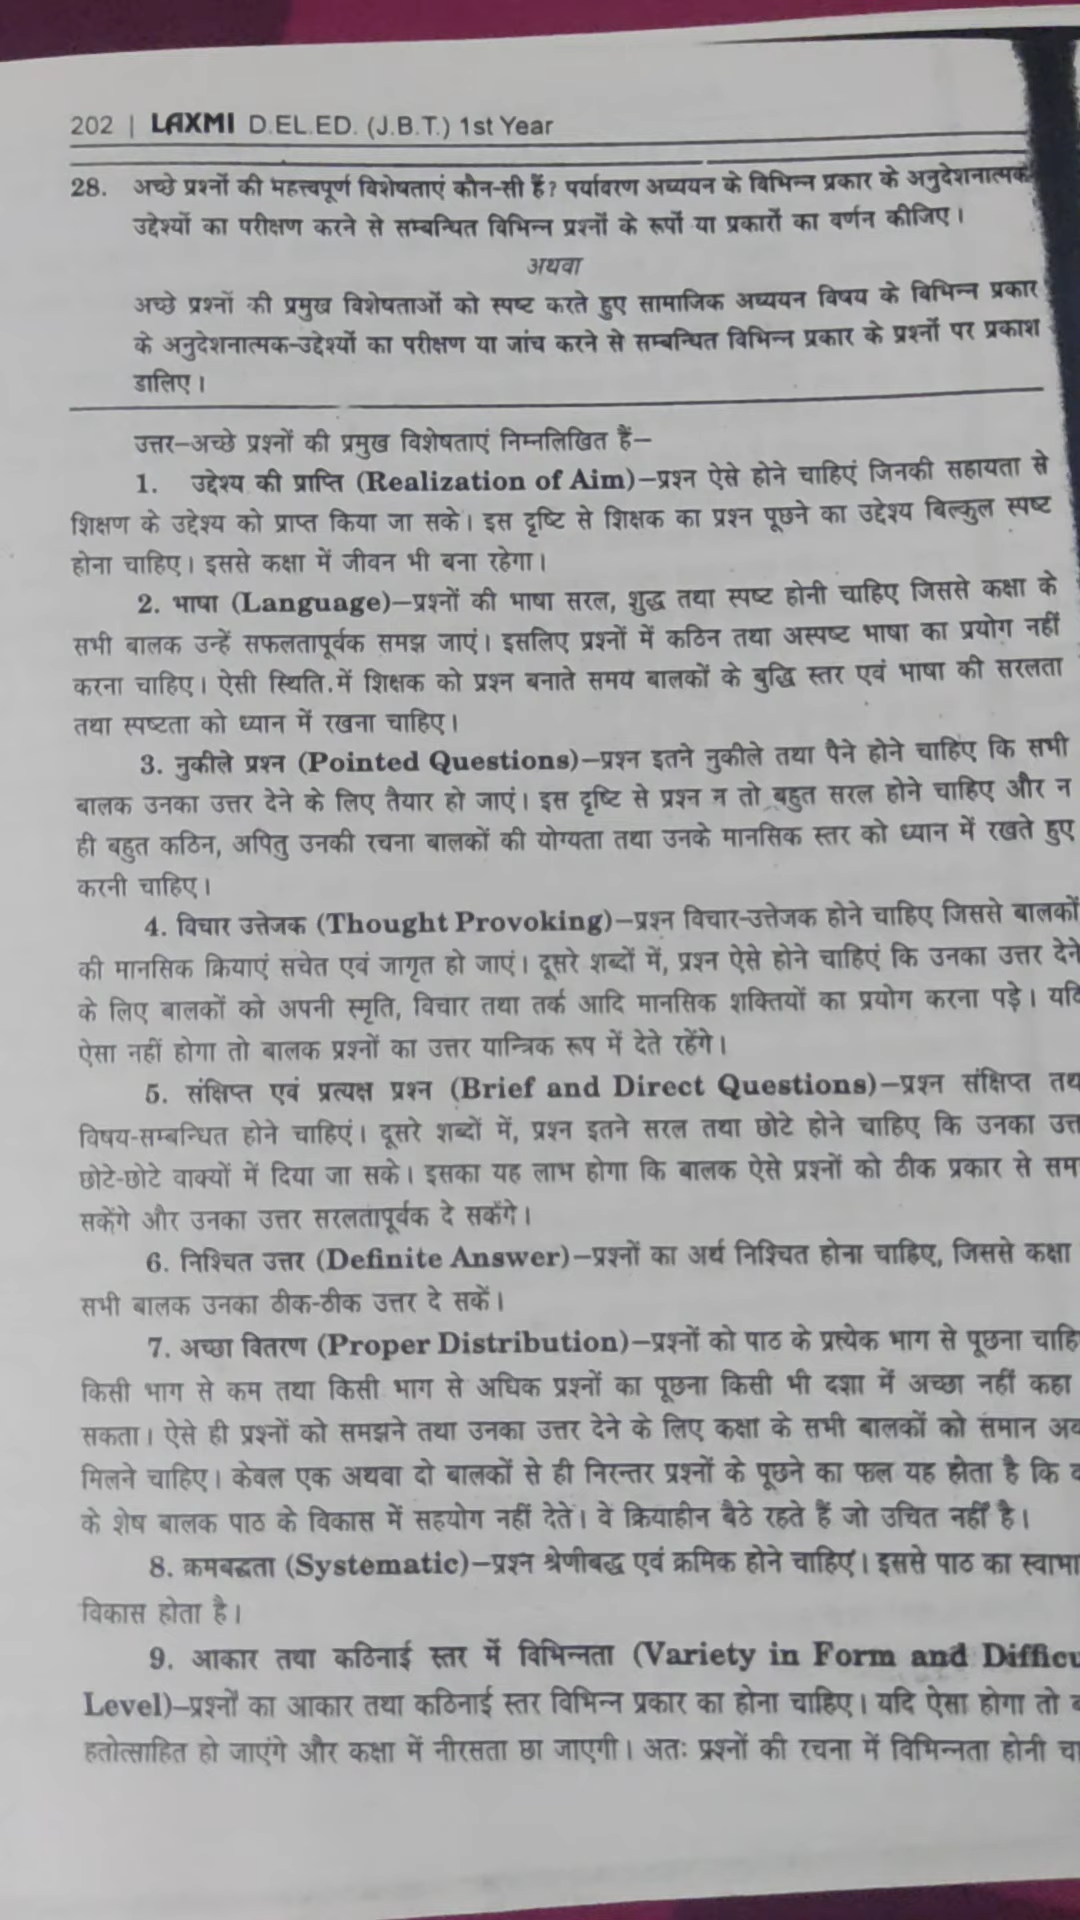 202 | LAXMI D.EL.ED. (J.B.T.) 1st Year
28. अच्छे प्रश्नों की महत्त्वपूर्ण विशेषताएं कौन-सी हैं? पर्यावरण अध्ययन के विभिन्न प्रकार के अनुदेशनात्मक
उद्देश्यों का परीक्षण करने से सम्बन्धित विभिन्न प्रश्नों के रूपों या प्रकारों का वर्णन कीजिए।
अथवा
अच्छे प्रश्नों की प्रमुख विशेषताओं को स्पष्ट करते हुए सामाजिक अध्ययन विषय के विभिन्न प्रकार
के अनुदेशनात्मक-उद्देश्यों का परीक्षण या जांच करने से सम्बन्धित विभिन्न प्रकार के प्रश्नों पर प्रकाश
डालिए।
उत्तर–अच्छे प्रश्नों की प्रमुख विशेषताएं निम्नलिखित हैं–
1. उद्देश्य की प्राप्ति (Realization of Aim)–प्रश्न ऐसे होने चाहिएं जिनकी सहायता से
शिक्षण के उद्देश्य को प्राप्त किया जा सके। इस दृष्टि से शिक्षक का प्रश्न पूछने का उद्देश्य बिल्कुल स्पष्ट
होना चाहिए। इससे कक्षा में जीवन भी बना रहेगा।
2. भाषा (Language)–प्रश्नों की भाषा सरल, शुद्ध तथा स्पष्ट होनी चाहिए जिससे कक्षा के
सभी बालक उन्हें सफलतापूर्वक समझ जाएं। इसलिए प्रश्नों में कठिन तथा अस्पष्ट भाषा का प्रयोग नहीं
करना चाहिए। ऐसी स्थिति में शिक्षक को प्रश्न बनाते समय बालकों के बुद्धि स्तर एवं भाषा की सरलता
तथा स्पष्टता को ध्यान में रखना चाहिए।
3. नुकीले प्रश्न (Pointed Questions)–प्रश्न इतने नुकीले तथा पैने होने चाहिए कि सभी
बालक उनका उत्तर देने के लिए तैयार हो जाएं। इस दृष्टि से प्रश्न न तो बहुत सरल होने चाहिए और न
ही बहुत कठिन, अपितु उनकी रचना बालकों की योग्यता तथा उनके मानसिक स्तर को ध्यान में रखते हुए
करनी चाहिए।
4. विचार उत्तेजक (Thought Provoking)–प्रश्न विचार-उत्तेजक होने चाहिए जिससे बालकों
की मानसिक क्रियाएं सचेत एवं जागृत हो जाएं। दूसरे शब्दों में, प्रश्न ऐसे होने चाहिएं कि उनका उत्तर देने
के लिए बालकों को अपनी स्मृति, विचार तथा तर्क आदि मानसिक शक्तियों का प्रयोग करना पड़े। यदि
ऐसा नहीं होगा तो बालक प्रश्नों का उत्तर यान्त्रिक रूप में देते रहेंगे।
5. संक्षिप्त एवं प्रत्यक्ष प्रश्न (Brief and Direct Questions)–प्रश्न संक्षिप्त
विषय-सम्बन्धित होने चाहिएं। दूसरे शब्दों में, प्रश्न इतने सरल तथा छोटे होने चाहिए कि उनका
छोटे-छोटे वाक्यों में दिया जा सके। इसका यह लाभ होगा कि बालक ऐसे प्रश्नों को ठीक प्रकार से
सकेंगे और उनका उत्तर सरलतापूर्वक दे सकेंगे।
6. निश्चित उत्तर (Definite Answer)–प्रश्नों का अर्थ निश्चित होना चाहिए, जिससे कक्षा
सभी बालक उनका ठीक-ठीक उत्तर दे सकें।
7. अच्छा वितरण (Proper Distribution)–प्रश्नों को पाठ के प्रत्येक भाग से पूछना
किसी भाग से कम तथा किसी भाग से अधिक प्रश्नों का पूछना किसी भी दशा में अच्छा नहीं कहा
सकता। ऐसे ही प्रश्नों को समझने तथा उनका उत्तर देने के लिए कक्षा के सभी बालकों को समान
मिलने चाहिए। केवल एक अथवा दो बालकों से ही निरन्तर प्रश्नों के पूछने का फल यह होता है कि
के शेष बालक पाठ के विकास में सहयोग नहीं देते। वे क्रियाहीन बैठे रहते हैं जो उचित नहीं है।
8. क्रमबद्धता (Systematic)–प्रश्न श्रेणीबद्ध एवं क्रमिक होने चाहिएं। इससे पाठ का
विकास होता है।
9. आकार तथा कठिनाई स्तर में विभिन्नता (Variety in Form and
Level)–प्रश्नों का आकार तथा कठिनाई स्तर विभिन्न प्रकार का होना चाहिए। यदि ऐसा होगा तो
हतोत्साहित हो जाएंगे और कक्षा में नीरसता छा जाएगी। अतः प्रश्नों की रचना में विभिन्नता होनी